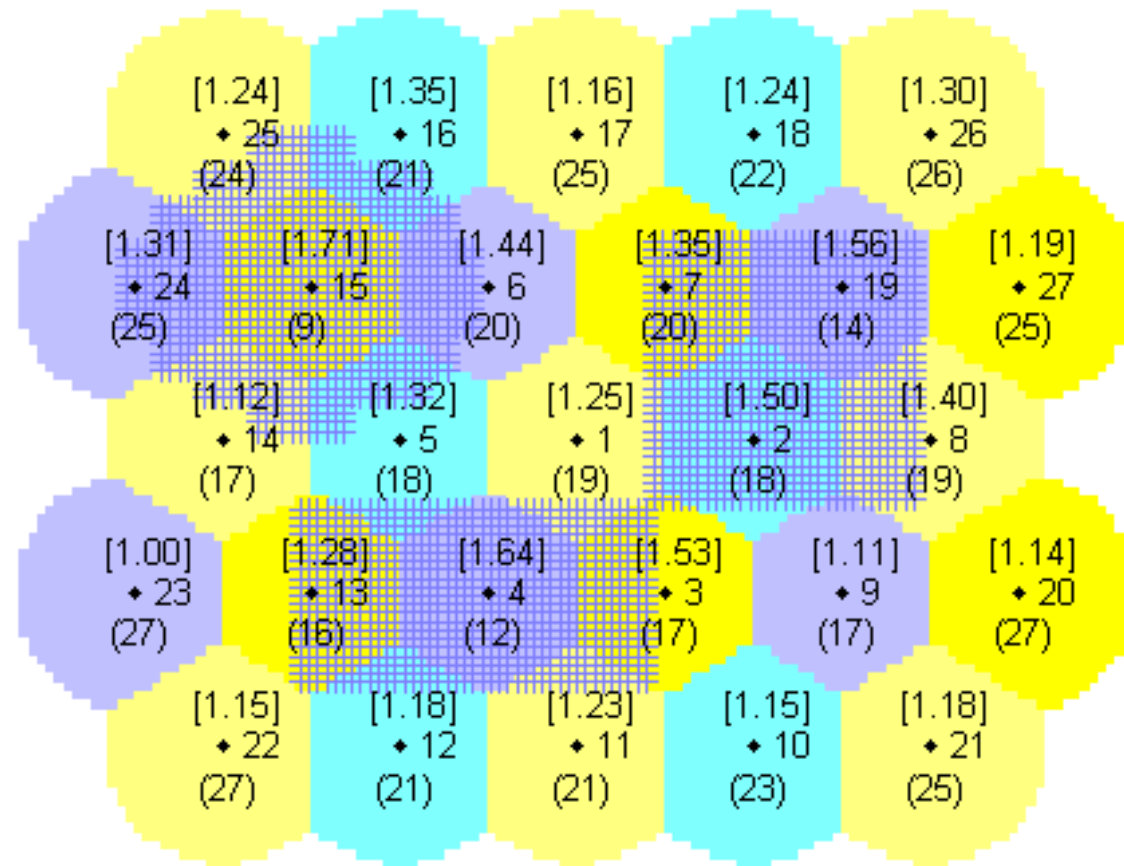 [1.24] [1.35] [1.16] [1.24] [1.30]
25 16 17 18 26
(24) (21) (25) (22) (26)
[1.31] [1.71] [1.44] [1.35] [1.56] [1.19]
24 15 6 7 19 27
(25) (9) (20) (20) (14) (25)
[1.12] [1.32] [1.25] [1.50] [1.40]
14 5 1 2 8
(17) (18) (19) (18) (19)
[1.00] [1.28] [1.64] [1.53] [1.11] [1.14]
23 13 4 3 9 20
(27) (16) (12) (17) (17) (27)
[1.15] [1.18] [1.23] [1.15] [1.18]
22 12 11 10 21
(27) (21) (21) (23) (25)